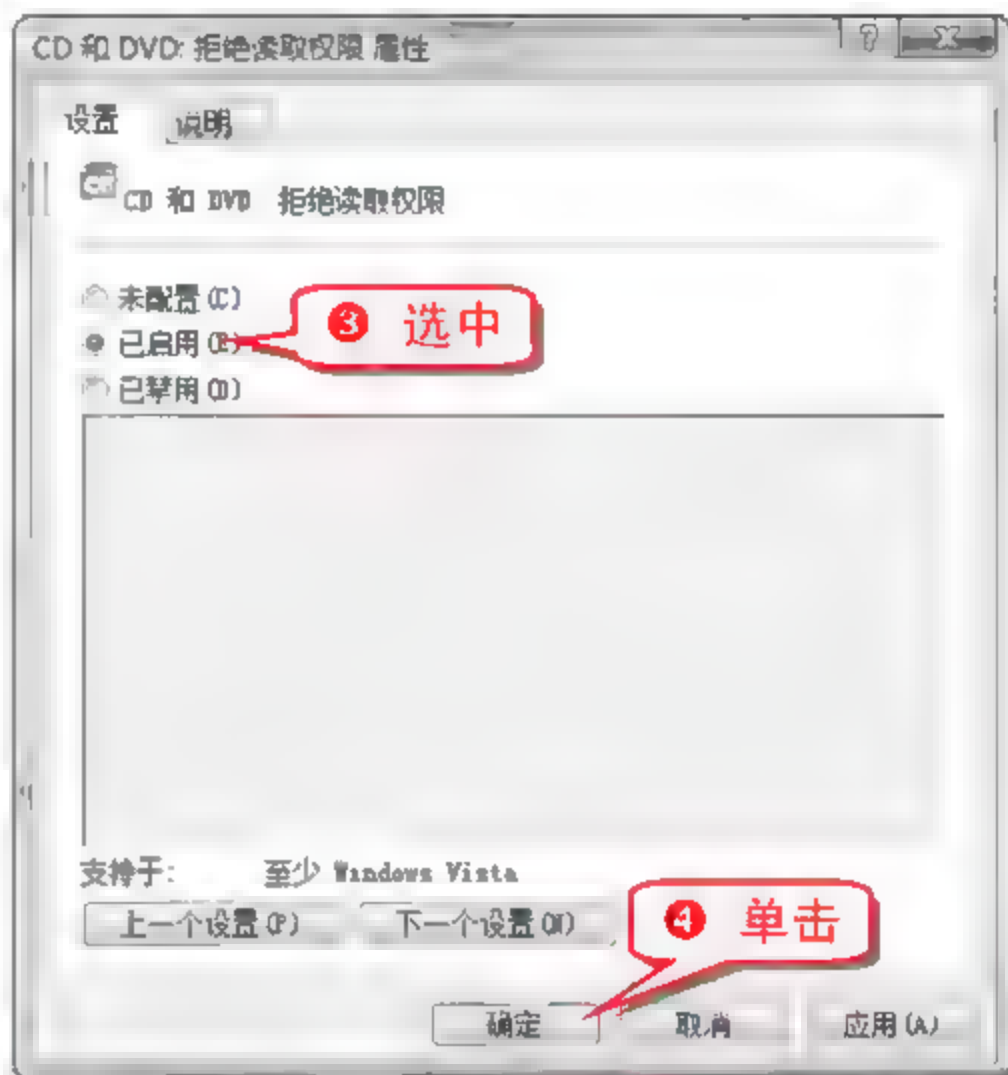 CD 和 DVD: 拒绝读取权限 属性
设置 说明
CD 和 DVD 拒绝读取权限
未配置(C)
❸ 选中
已启用(E)
已禁用(D)
支持于: 至少 Windows Vista
上一个设置(P) 下一个设置(N)
❹ 单击
确定 取消 应用(A)